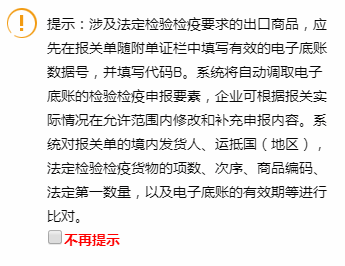 提示：涉及法定检验检疫要求的出口商品，应
先在报关单随附单证栏中填写有效的电子底账
数据号，并填写代码B。系统将自动调取电子
底账的检验检疫申报要素，企业可根据报关实
际情况在允许范围内修改和补充申报内容。系
统对报关单的境内发货人、运抵国（地区），
法定检验检疫货物的项数、次序、商品编码、
法定第一数量，以及电子底账的有效期等进行
比对。
不再提示